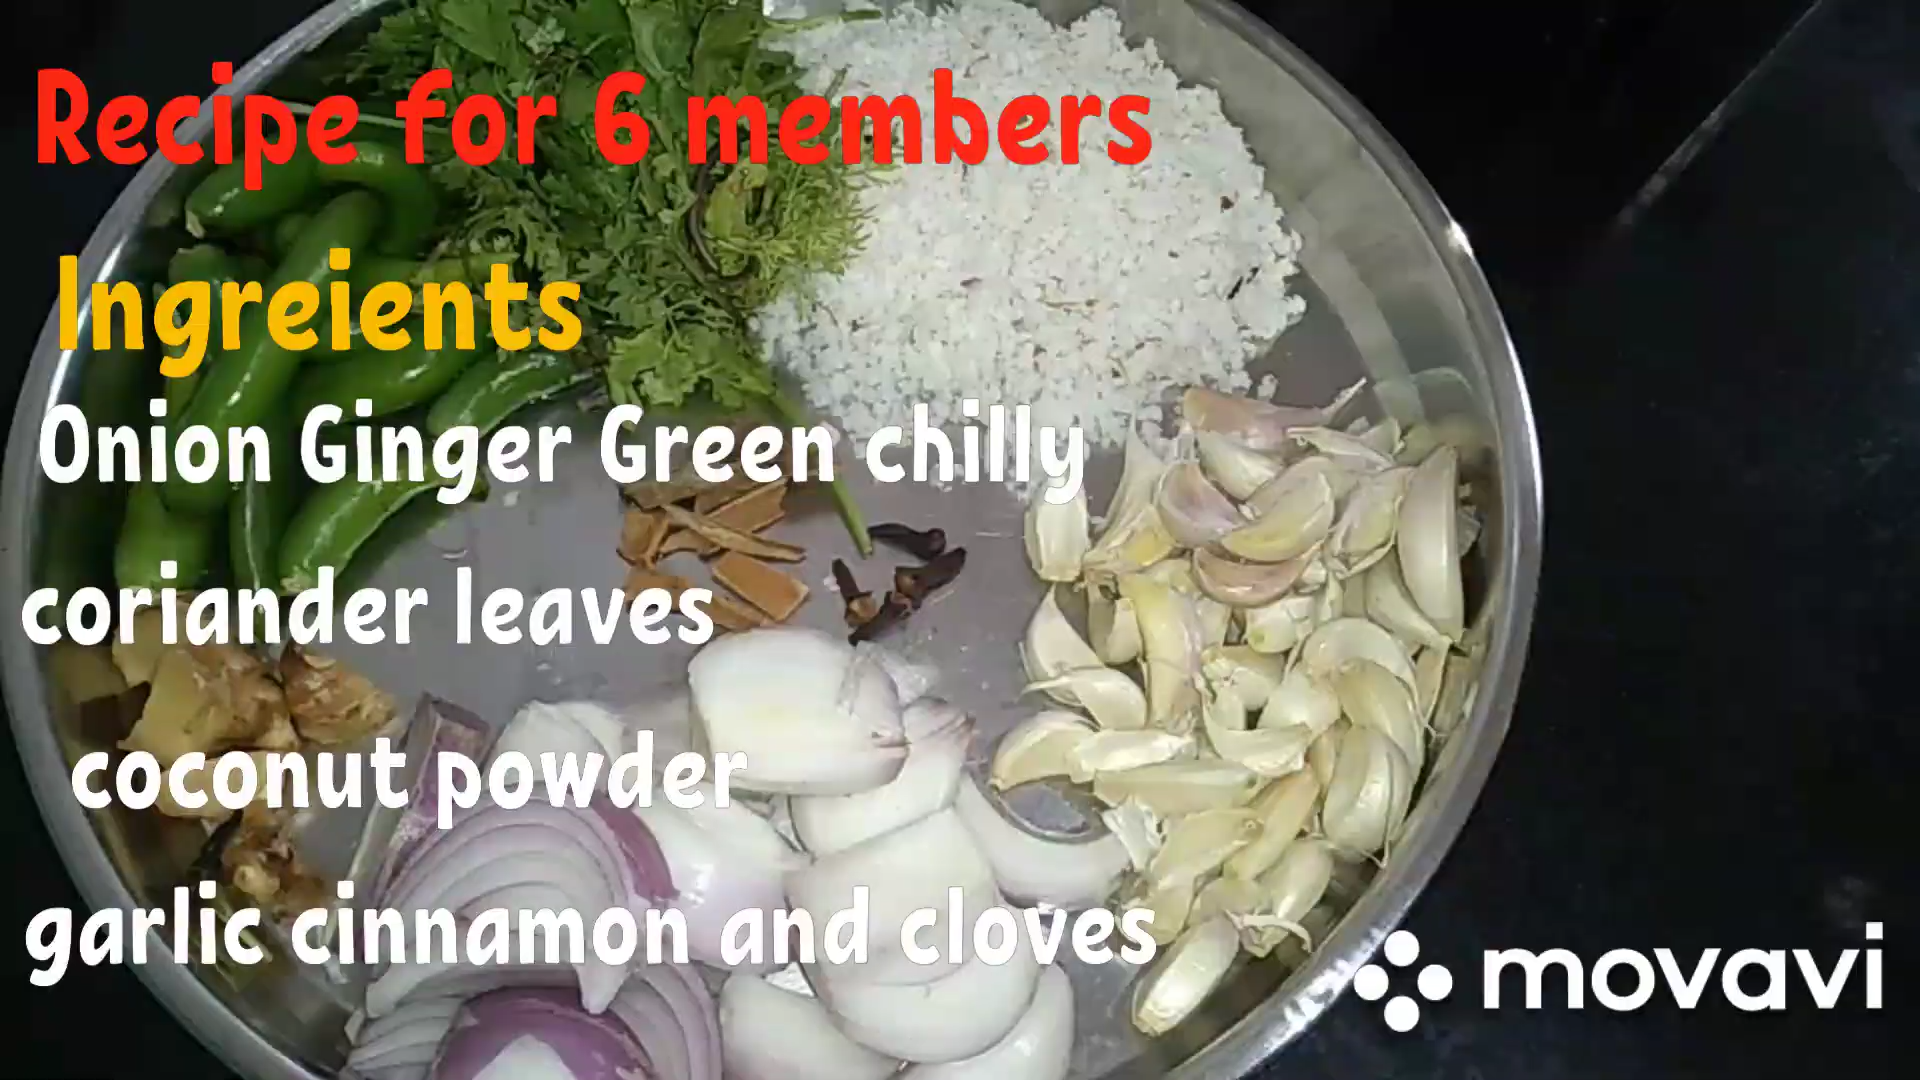 Recipe for 6 members
Ingreients
Onion Ginger Green chilly
coriander leaves
coconut powder
garlic cinnamon and cloves
movavi